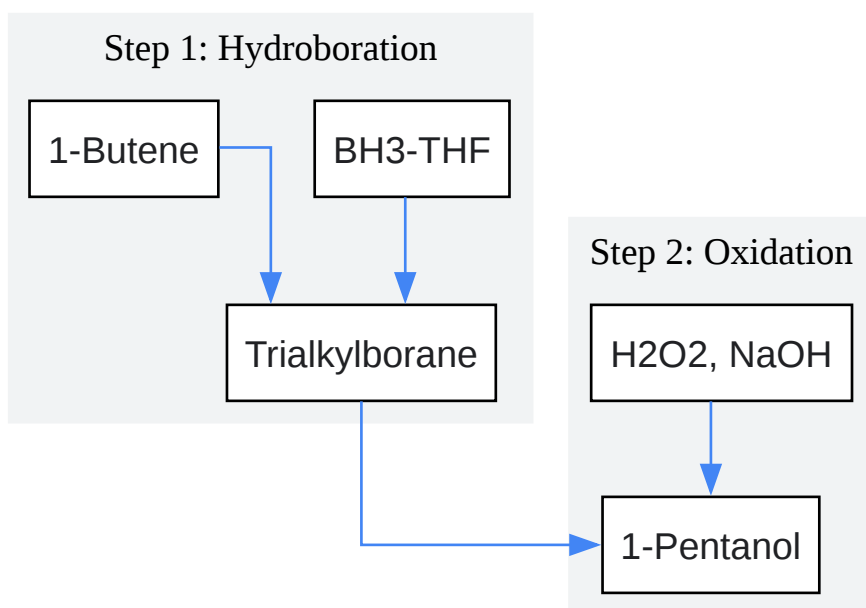 Step 1: Hydroboration
1-Butene
BH3-THF
Trialkylborane
Step 2: Oxidation
H2O2, NaOH
1-Pentanol